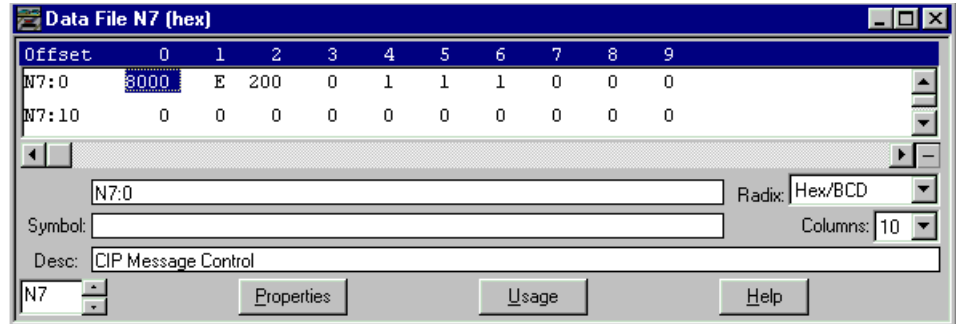 Data File N7 (hex)
Offset 0 1 2 3 4 5 6 7 8 9
N7:0 8000 E 200 0 1 1 1 0 0 0
N7:10 0 0 0 0 0 0 0 0 0 0
N7:0 Radix: Hex/BCD
Symbol: Columns: 10
Desc: CIP Message Control
N7 Properties Usage Help